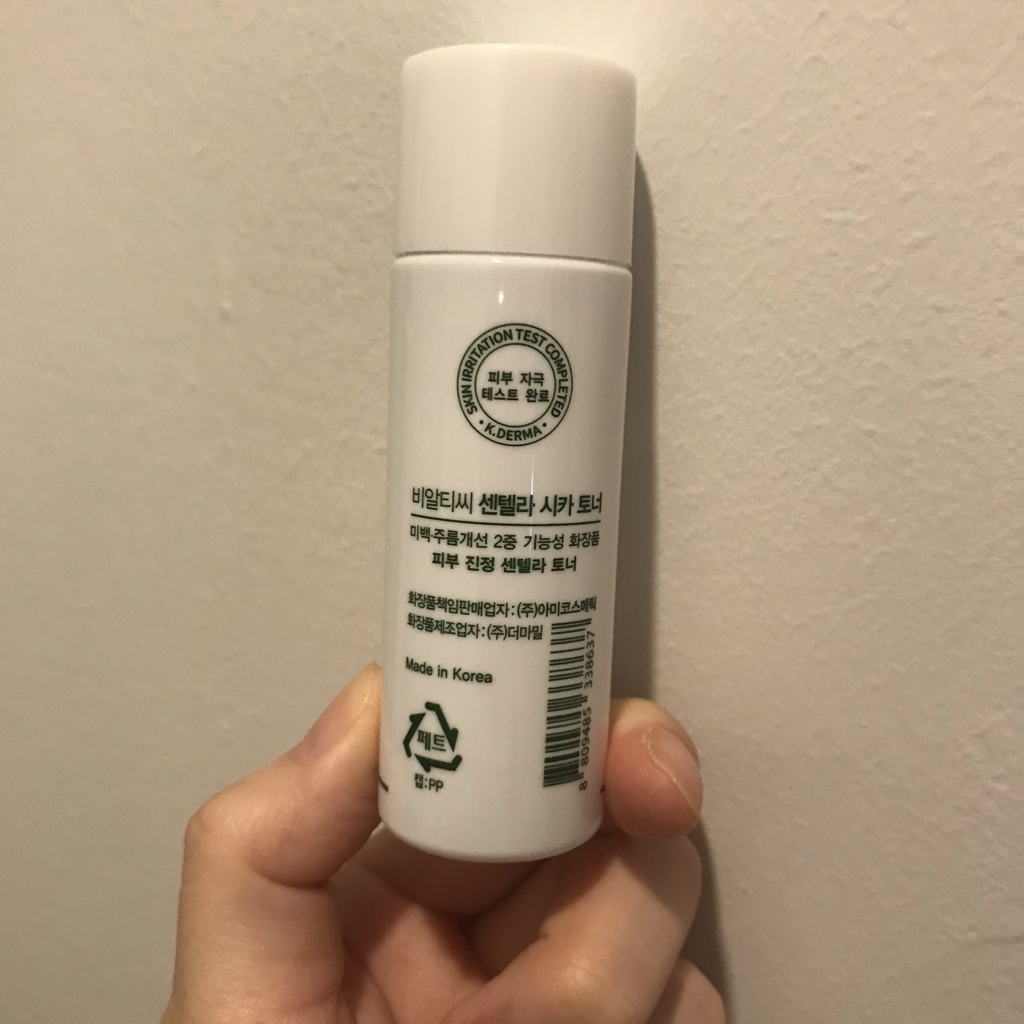 SKIN IRRITATION TEST COMPLETED
피부 자극
테스트 완료
• K.DERMA •
비알티씨 센텔라 시카 토너
미백·주름개선 2중 기능성 화장품
피부 진정 센텔라 토너
화장품책임판매업자 : (주)아미코스메틱
화장품제조업자 : (주)더마밀
Made in Korea
페트
캡:PP
8 809485 338637